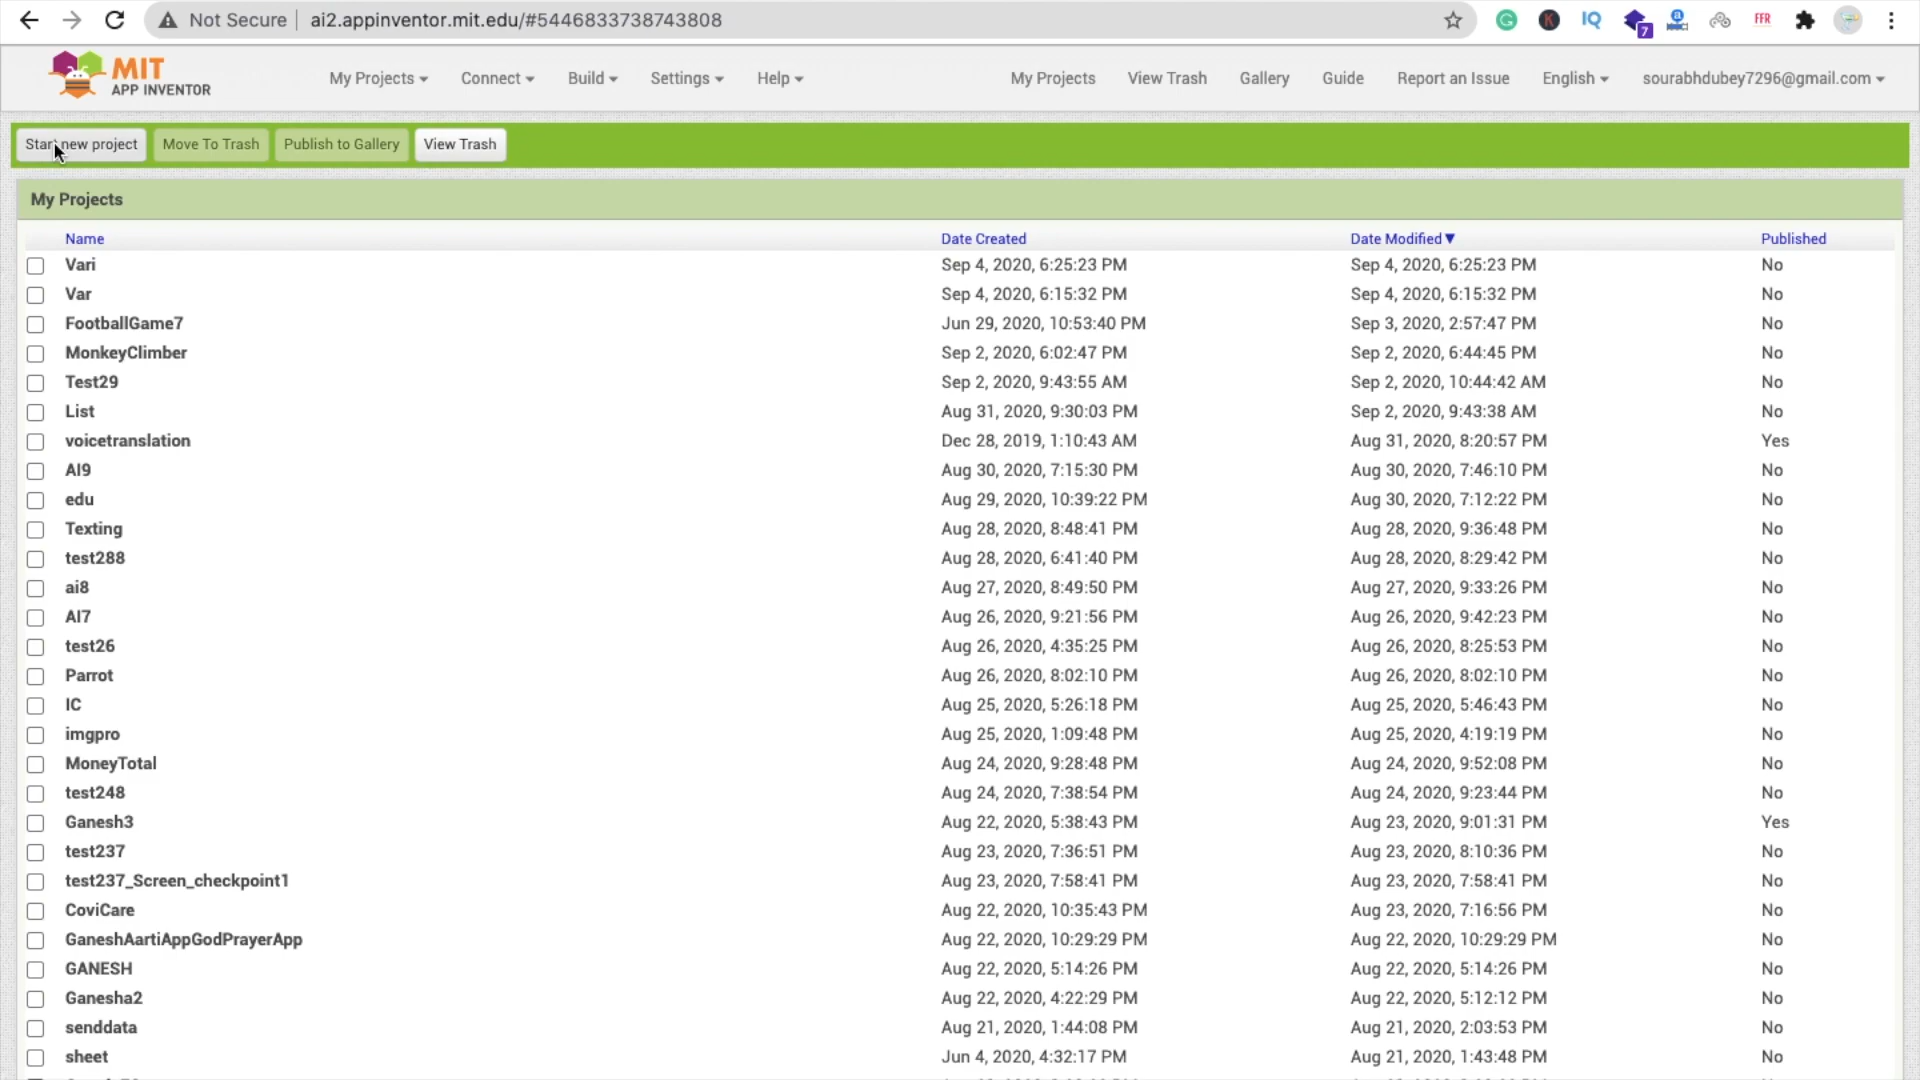 Not Secure ai2.appinventor.mit.edu/#5446833738743808 7 a FFR
MIT APP INVENTOR My Projects Connect Build Settings Help My Projects View Trash Gallery Guide Report an Issue English sourabhdubey7296@gmail.com
Start new project Move To Trash Publish to Gallery View Trash
My Projects
Name Date Created Date Modified Published
Vari Sep 4, 2020, 6:25:23 PM Sep 4, 2020, 6:25:23 PM No
Var Sep 4, 2020, 6:15:32 PM Sep 4, 2020, 6:15:32 PM No
FootballGame7 Jun 29, 2020, 10:53:40 PM Sep 3, 2020, 2:57:47 PM No
MonkeyClimber Sep 2, 2020, 6:02:47 PM Sep 2, 2020, 6:44:45 PM No
Test29 Sep 2, 2020, 9:43:55 AM Sep 2, 2020, 10:44:42 AM No
List Aug 31, 2020, 9:30:03 PM Sep 2, 2020, 9:43:38 AM No
voicetranslation Dec 28, 2019, 1:10:43 AM Aug 31, 2020, 8:20:57 PM Yes
AI9 Aug 30, 2020, 7:15:30 PM Aug 30, 2020, 7:46:10 PM No
edu Aug 29, 2020, 10:39:22 PM Aug 30, 2020, 7:12:22 PM No
Texting Aug 28, 2020, 8:48:41 PM Aug 28, 2020, 9:36:48 PM No
test288 Aug 28, 2020, 6:41:40 PM Aug 28, 2020, 8:29:42 PM No
ai8 Aug 27, 2020, 8:49:50 PM Aug 27, 2020, 9:33:26 PM No
AI7 Aug 26, 2020, 9:21:56 PM Aug 26, 2020, 9:42:23 PM No
test26 Aug 26, 2020, 4:35:25 PM Aug 26, 2020, 8:25:53 PM No
Parrot Aug 26, 2020, 8:02:10 PM Aug 26, 2020, 8:02:10 PM No
IC Aug 25, 2020, 5:26:18 PM Aug 25, 2020, 5:46:43 PM No
imgpro Aug 25, 2020, 1:09:48 PM Aug 25, 2020, 4:19:19 PM No
MoneyTotal Aug 24, 2020, 9:28:48 PM Aug 24, 2020, 9:52:08 PM No
test248 Aug 24, 2020, 7:38:54 PM Aug 24, 2020, 9:23:44 PM No
Ganesh3 Aug 22, 2020, 5:38:43 PM Aug 23, 2020, 9:01:31 PM Yes
test237 Aug 23, 2020, 7:36:51 PM Aug 23, 2020, 8:10:36 PM No
test237_Screen_checkpoint1 Aug 23, 2020, 7:58:41 PM Aug 23, 2020, 7:58:41 PM No
CoviCare Aug 22, 2020, 10:35:43 PM Aug 23, 2020, 7:16:56 PM No
GaneshAartiAppGodPrayerApp Aug 22, 2020, 10:29:29 PM Aug 22, 2020, 10:29:29 PM No
GANESH Aug 22, 2020, 5:14:26 PM Aug 22, 2020, 5:14:26 PM No
Ganesha2 Aug 22, 2020, 4:22:29 PM Aug 22, 2020, 5:12:12 PM No
senddata Aug 21, 2020, 1:44:08 PM Aug 21, 2020, 2:03:53 PM No
sheet Jun 4, 2020, 4:32:17 PM Aug 21, 2020, 1:43:48 PM No